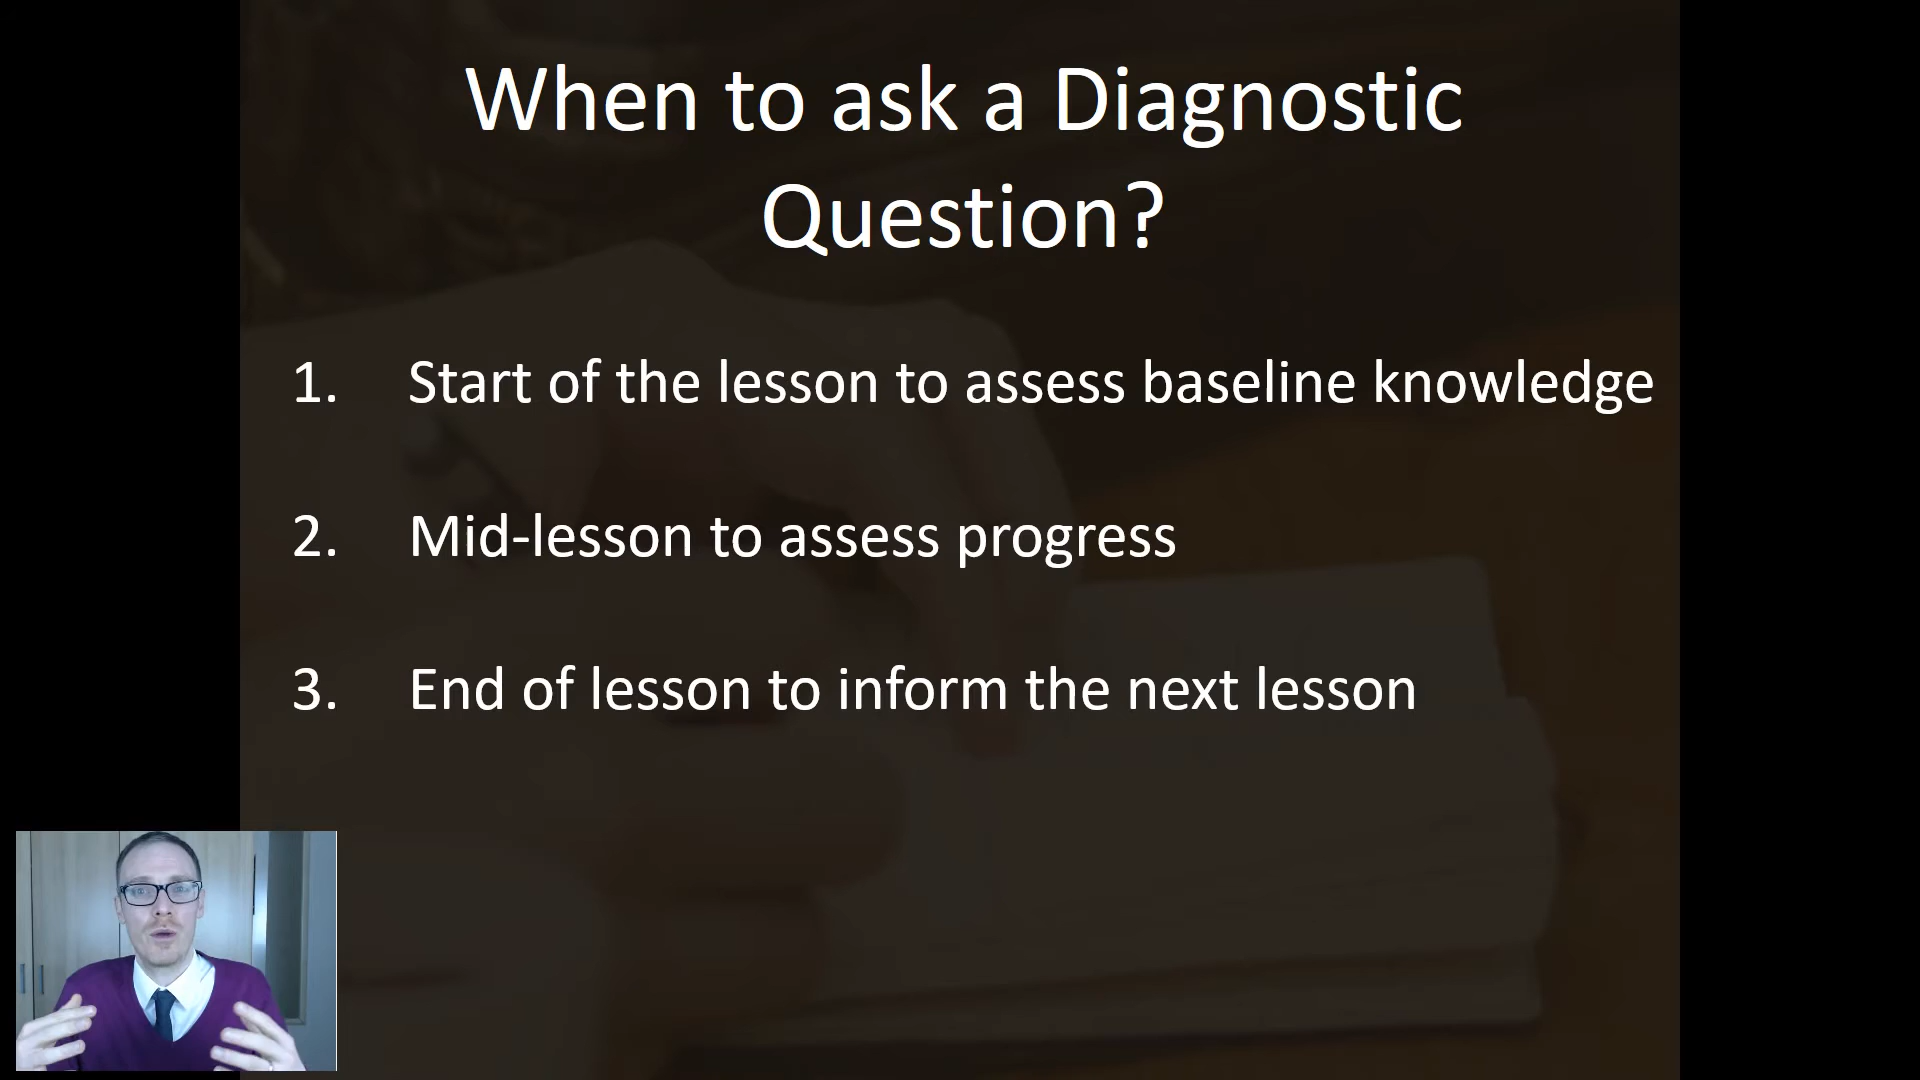 When to ask a Diagnostic
Question?
1. Start of the lesson to assess baseline knowledge
2. Mid-lesson to assess progress
3. End of lesson to inform the next lesson